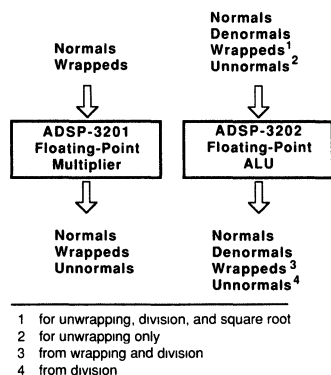 Normals
Wrappeds
ADSP-3201
Floating-Point
Multiplier
Normals
Wrappeds
Unnormals
Normals
Denormals
Wrappeds1
Unnormals2
ADSP-3202
Floating-Point
ALU
Normals
Denormals
Wrappeds3
Unnormals4
1 for unwrapping, division, and square root
2 for unwrapping only
3 from wrapping and division
4 from division